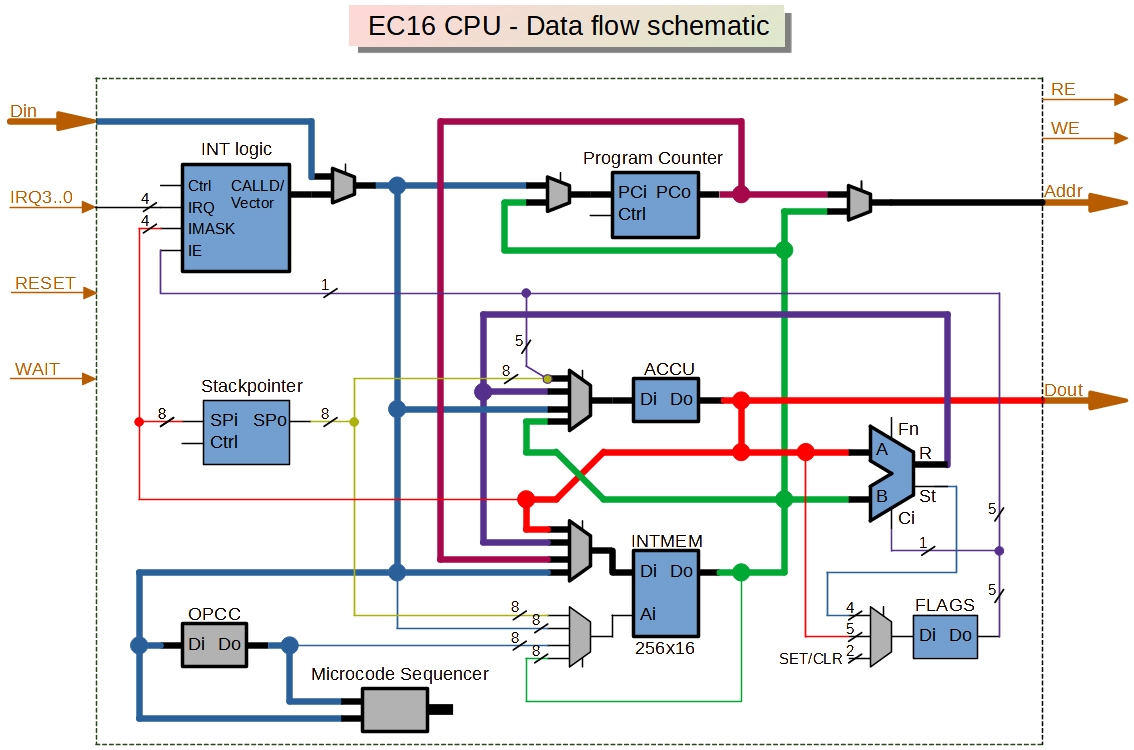 EC16 CPU - Data flow schematic
Din
RE
WE
INT logic
Ctrl
CALLD/
Vector
IRQ
IMASK
IE
4
4
IRQ3..0
Program Counter
PCi PCo
Ctrl
Addr
RESET
1
5
WAIT
8
Stackpointer
8
SPi SPo
Ctrl
8
ACCU
Di Do
Dout
Fn
A
R
B
St
Ci
5
1
INTMEM
Di Do
Ai
256x16
8
8
8
8
OPCC
Di Do
Microcode Sequencer
5
4
5
2
SET/CLR
FLAGS
Di Do